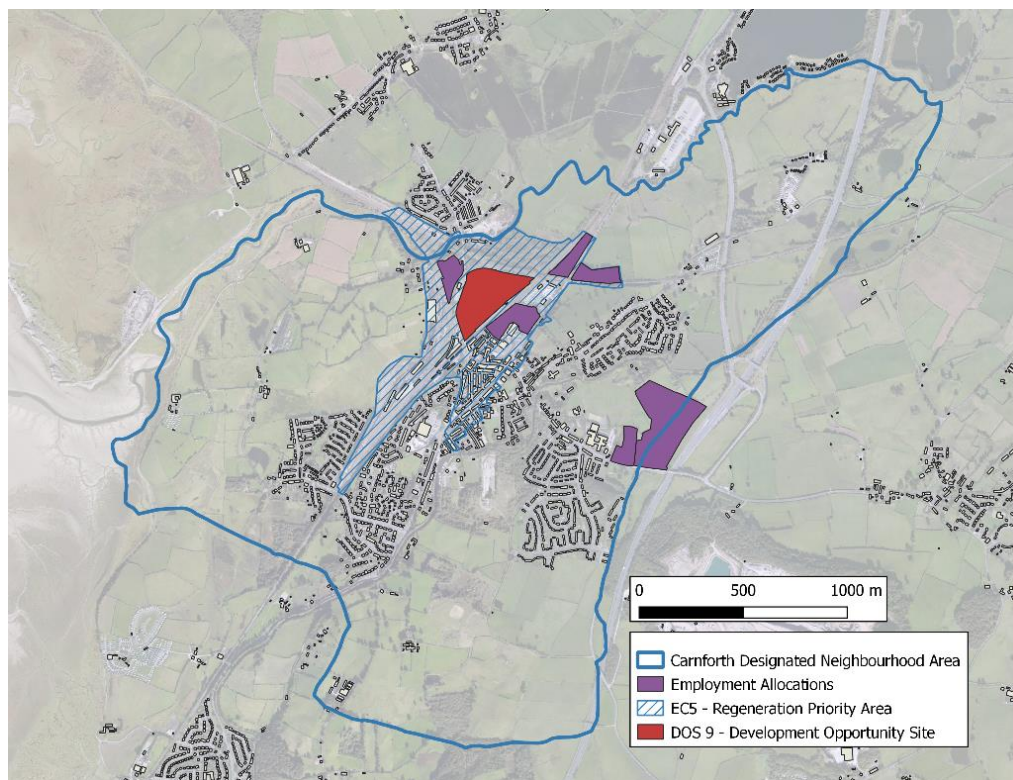 0 500 1000 m
Carnforth Designated Neighbourhood Area
Employment Allocations
EC5 - Regeneration Priority Area
DOS 9 - Development Opportunity Site